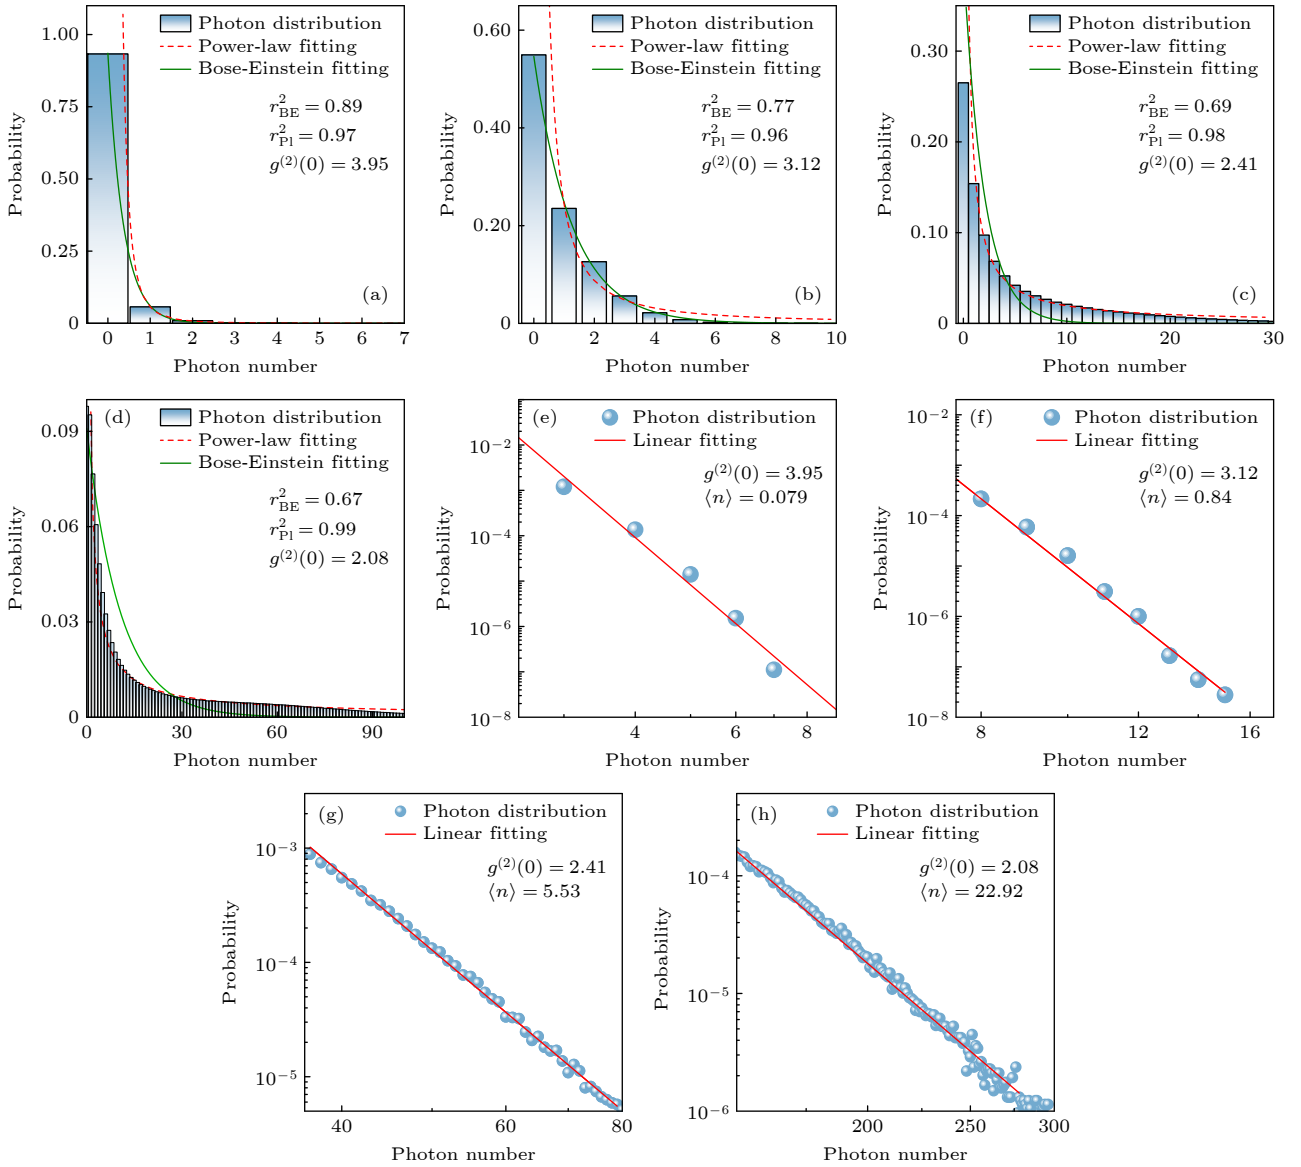 Photon distribution
Power-law fitting
Bose-Einstein fitting
r²_BE = 0.89
r²_Pl = 0.97
g⁽²⁾(0) = 3.95
(a)
1.00
0.75
0.50
0.25
0
0 1 2 3 4 5 6 7
Probability
Photon number
Photon distribution
Power-law fitting
Bose-Einstein fitting
r²_BE = 0.77
r²_Pl = 0.96
g⁽²⁾(0) = 3.12
(b)
0.60
0.40
0.20
0
0 2 4 6 8 10
Probability
Photon number
Photon distribution
Power-law fitting
Bose-Einstein fitting
r²_BE = 0.69
r²_Pl = 0.98
g⁽²⁾(0) = 2.41
(c)
0.30
0.20
0.10
0
0 10 20 30
Probability
Photon number
(d)
Photon distribution
Power-law fitting
Bose-Einstein fitting
r²_BE = 0.67
r²_Pl = 0.99
g⁽²⁾(0) = 2.08
0.09
0.06
0.03
0
0 30 60 90
Probability
Photon number
(e)
Photon distribution
Linear fitting
g⁽²⁾(0) = 3.95
⟨n⟩ = 0.079
10⁻²
10⁻⁴
10⁻⁶
10⁻⁸
4 6 8
Probability
Photon number
(f)
Photon distribution
Linear fitting
g⁽²⁾(0) = 3.12
⟨n⟩ = 0.84
10⁻²
10⁻⁴
10⁻⁶
10⁻⁸
8 12 16
Probability
Photon number
(g)
Photon distribution
Linear fitting
g⁽²⁾(0) = 2.41
⟨n⟩ = 5.53
10⁻³
10⁻⁴
10⁻⁵
40 60 80
Probability
Photon number
(h)
Photon distribution
Linear fitting
g⁽²⁾(0) = 2.08
⟨n⟩ = 22.92
10⁻⁴
10⁻⁵
10⁻⁶
200 250 300
Probability
Photon number